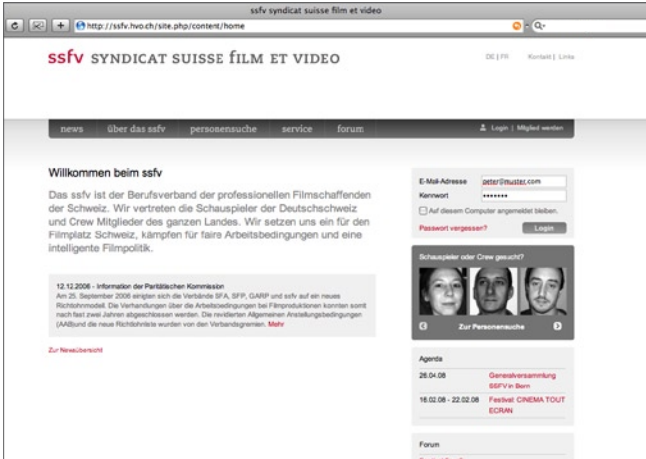 ssfv syndicat suisse film et video
http://ssfv.hvo.ch/site.php/content/home
Q-
ssfv SYNDICAT SUISSE FILM ET VIDEO
DE | FR Kontakt | Links
news über das ssfv personensuche service forum
Login | Mitglied werden
Willkommen beim ssfv
Das ssfv ist der Berufsverband der professionellen Filmschaffenden
der Schweiz. Wir vertreten die Schauspieler der Deutschschweiz
und Crew Mitglieder des ganzen Landes. Wir setzen uns ein für den
Filmplatz Schweiz, kämpfen für faire Arbeitsbedingungen und eine
intelligente Filmpolitik.
12.12.2006 - Information der Paritätischen Kommission
Am 25. September 2006 einigten sich die Verbände SFA, SFP, GARP und ssfv auf ein neues
Richtlohnmodell. Die Verhandlungen über die Arbeitsbedingungen bei Filmproduktionen konnten somit
nach fast zwei Jahren abgeschlossen werden. Die revidierten Allgemeinen Anstellungsbedingungen
(AAB)und die neue Richtlohnliste wurden von den Verbandsgremien. Mehr
Zur Newsübersicht
E-Mail-Adresse peter@muster.com
Kennwort •••••••
Auf diesem Computer angemeldet bleiben.
Passwort vergessen? Login
Schauspieler oder Crew gesucht?
Zur Personensuche
Agenda
26.04.08 Generalversammlung
SSFV in Bern
16.02.08 - 22.02.08 Festival: CINEMA TOUT
ECRAN
Forum